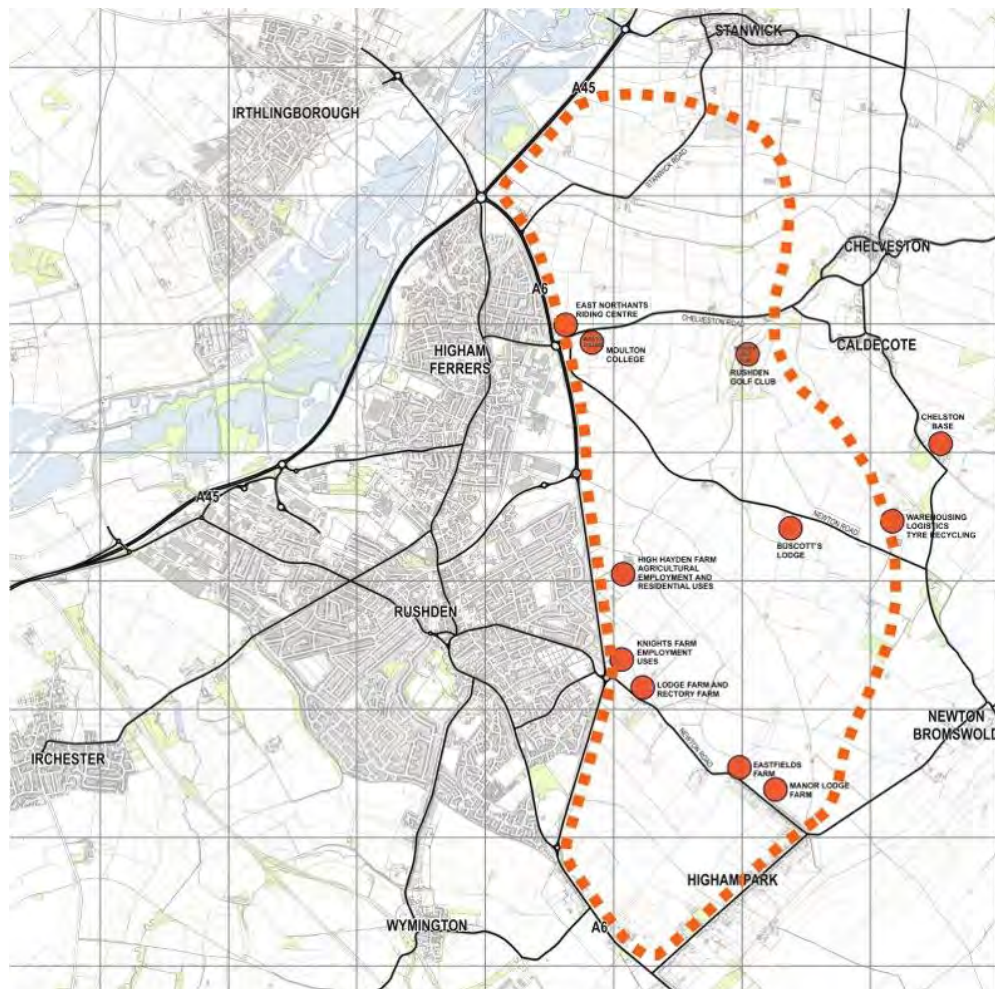 STANWICK
A45
IRTHLINGBOROUGH
STANWICK ROAD
CHELVESTON
A6
EAST NORTHANTS
RIDING CENTRE
CHELVESTON ROAD
MOULTON
COLLEGE
HIGHAM
FERRERS
CALDECOTE
RUSHDEN
GOLF CLUB
CHELSTON
BASE
A45
NEWTON ROAD
WAREHOUSING
LOGISTICS
TYRE RECYCLING
BUSCOTT'S
LODGE
HIGH HAYDEN FARM
AGRICULTURAL
EMPLOYMENT AND
RESIDENTIAL USES
RUSHDEN
KNIGHTS FARM
EMPLOYMENT
USES
LODGE FARM AND
RECTORY FARM
NEWTON
BROMSWOLD
NEWTON ROAD
IRCHESTER
EASTFIELDS
FARM
MANOR LODGE
FARM
HIGHAM PARK
WYMINGTON
A6